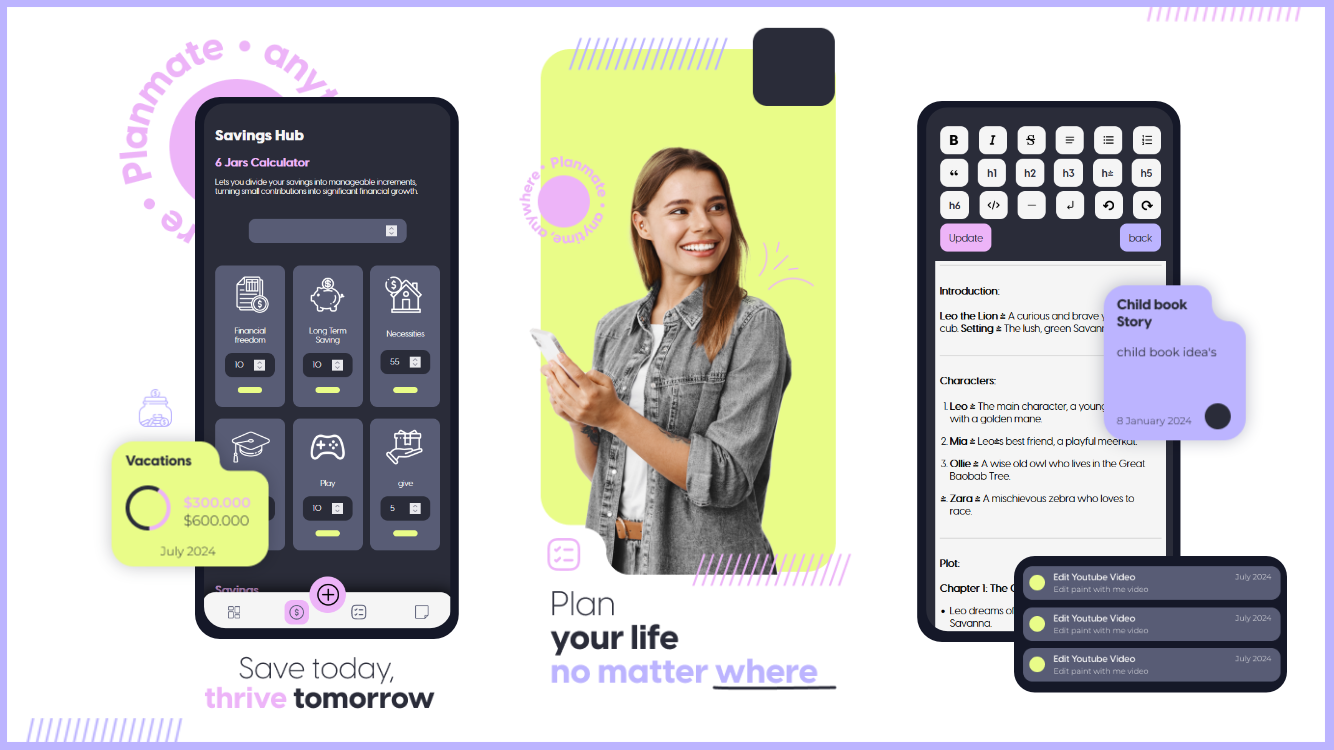 Planmate • anyt
re •
Savings Hub
6 Jars Calculator
Lets you divide your savings into manageable increments,
turning small contributions into significant financial growth.
Financial
freedom
10
Long Term
Saving
10
Necessities
55
Play
10
give
5
Vacations
$300.000
$600.000
July 2024
Savings
Save today,
thrive tomorrow
Planmate • anytime, anywhere •
Plan
your life
no matter where
B I S
“ h1 h2 h3 h5
h6 </> —
Update back
Introduction:
Leo the Lion A curious and brave y
cub. Setting The lush, green Savann
Characters:
1. Leo The main character, a young
with a golden mane.
2. Mia Leo s best friend, a playful meerkat.
3. Ollie A wise old owl who lives in the Great
Baobab Tree.
Zara A mischievous zebra who loves to
race.
Plot:
Chapter 1: The
• Leo dreams of
Savanna.
Child book
Story
child book idea's
8 January 2024
Edit Youtube Video July 2024
Edit paint with me video
Edit Youtube Video July 2024
Edit paint with me video
Edit Youtube Video July 2024
Edit paint with me video